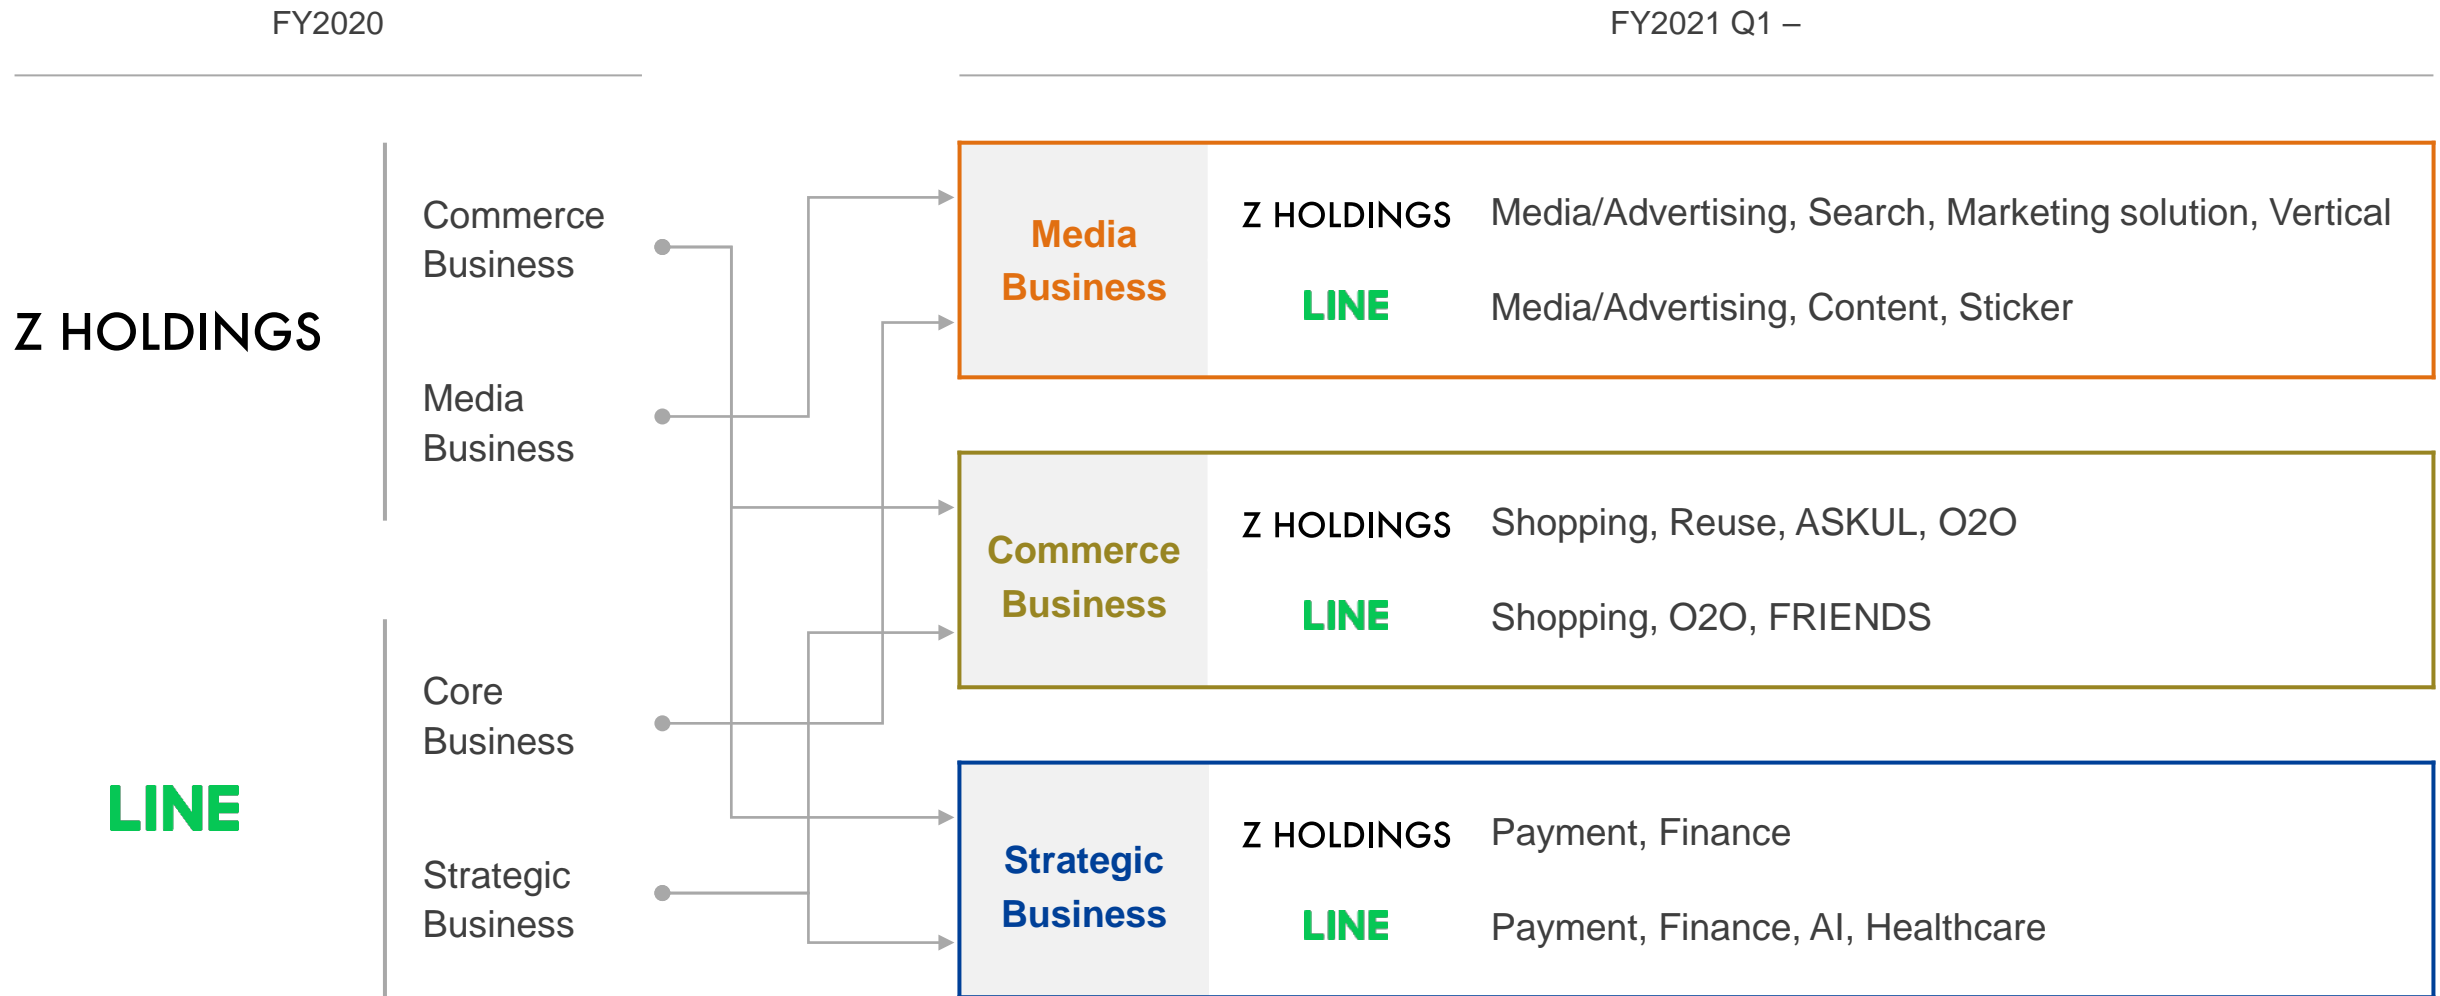 FY2020
FY2021 Q1 –
Z HOLDINGS
Commerce
Business
Media
Business
LINE
Core
Business
Strategic
Business
Media
Business
Z HOLDINGS Media/Advertising, Search, Marketing solution, Vertical
LINE Media/Advertising, Content, Sticker
Commerce
Business
Z HOLDINGS Shopping, Reuse, ASKUL, O2O
LINE Shopping, O2O, FRIENDS
Strategic
Business
Z HOLDINGS Payment, Finance
LINE Payment, Finance, AI, Healthcare